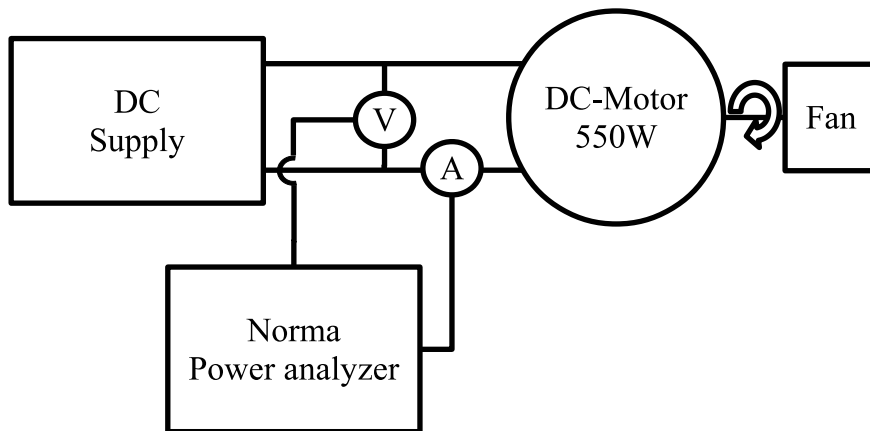 DC
Supply
V
A
DC-Motor
550W
Fan
Norma
Power analyzer